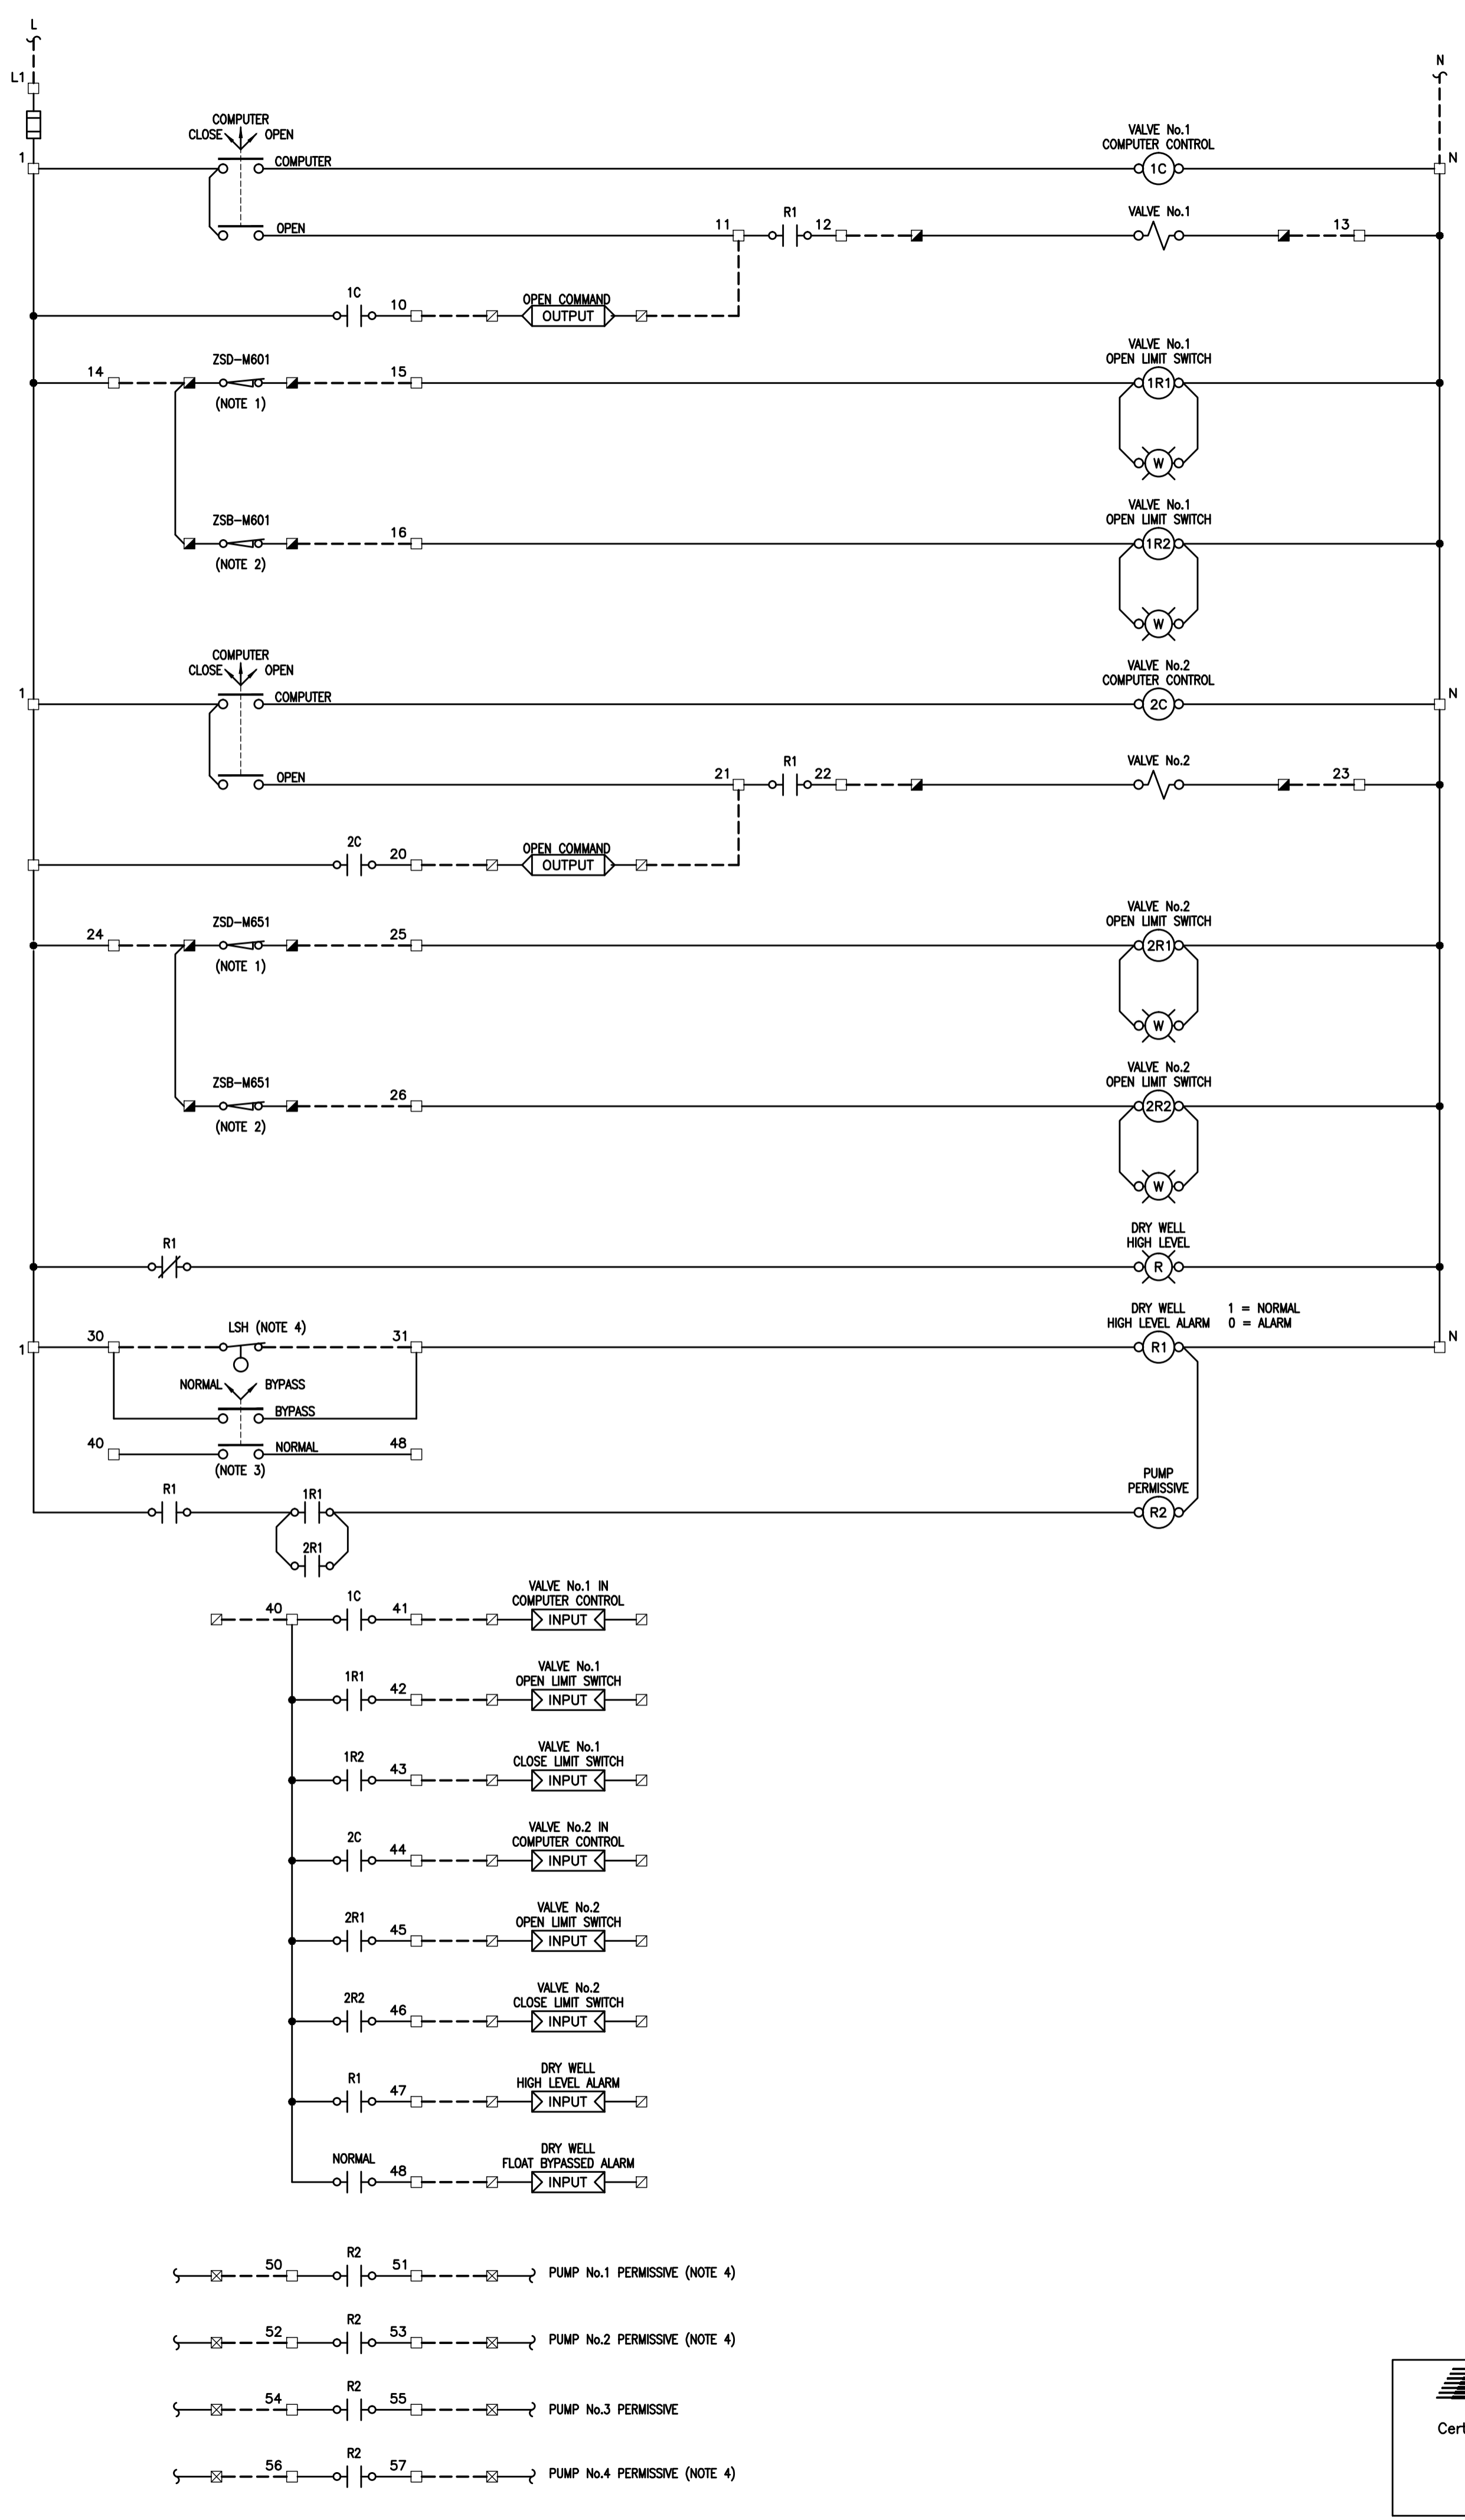 L
N
L1
COMPUTER
CLOSE OPEN
VALVE No.1
COMPUTER CONTROL
1 COMPUTER 1C N
OPEN 11 R1 12 VALVE No.1 13
1C 10 OPEN COMMAND
OUTPUT
VALVE No.1
OPEN LIMIT SWITCH
14 ZSD-M601 15 1R1
(NOTE 1)
W
VALVE No.1
OPEN LIMIT SWITCH
ZSB-M601 16 1R2
(NOTE 2)
W
COMPUTER
CLOSE OPEN
VALVE No.2
COMPUTER CONTROL
1 COMPUTER 2C N
OPEN 21 R1 22 VALVE No.2 23
2C 20 OPEN COMMAND
OUTPUT
VALVE No.2
OPEN LIMIT SWITCH
24 ZSD-M651 25 2R1
(NOTE 1)
W
VALVE No.2
OPEN LIMIT SWITCH
ZSB-M651 26 2R2
(NOTE 2)
W
DRY WELL
HIGH LEVEL
R1 R
DRY WELL 1 = NORMAL
HIGH LEVEL ALARM 0 = ALARM
1 30 LSH (NOTE 4) 31 R1 N
NORMAL BYPASS
BYPASS
40 NORMAL 48
(NOTE 3)
PUMP
PERMISSIVE
R1 1R1 R2
2R1
VALVE No.1 IN
COMPUTER CONTROL
40 1C 41 INPUT
VALVE No.1
OPEN LIMIT SWITCH
1R1 42 INPUT
VALVE No.1
CLOSE LIMIT SWITCH
1R2 43 INPUT
VALVE No.2 IN
COMPUTER CONTROL
2C 44 INPUT
VALVE No.2
OPEN LIMIT SWITCH
2R1 45 INPUT
VALVE No.2
CLOSE LIMIT SWITCH
2R2 46 INPUT
DRY WELL
HIGH LEVEL ALARM
R1 47 INPUT
DRY WELL
FLOAT BYPASSED ALARM
NORMAL 48 INPUT
50 R2 51 PUMP No.1 PERMISSIVE (NOTE 4)
52 R2 53 PUMP No.2 PERMISSIVE (NOTE 4)
54 R2 55 PUMP No.3 PERMISSIVE
56 R2 57 PUMP No.4 PERMISSIVE (NOTE 4)
Cert